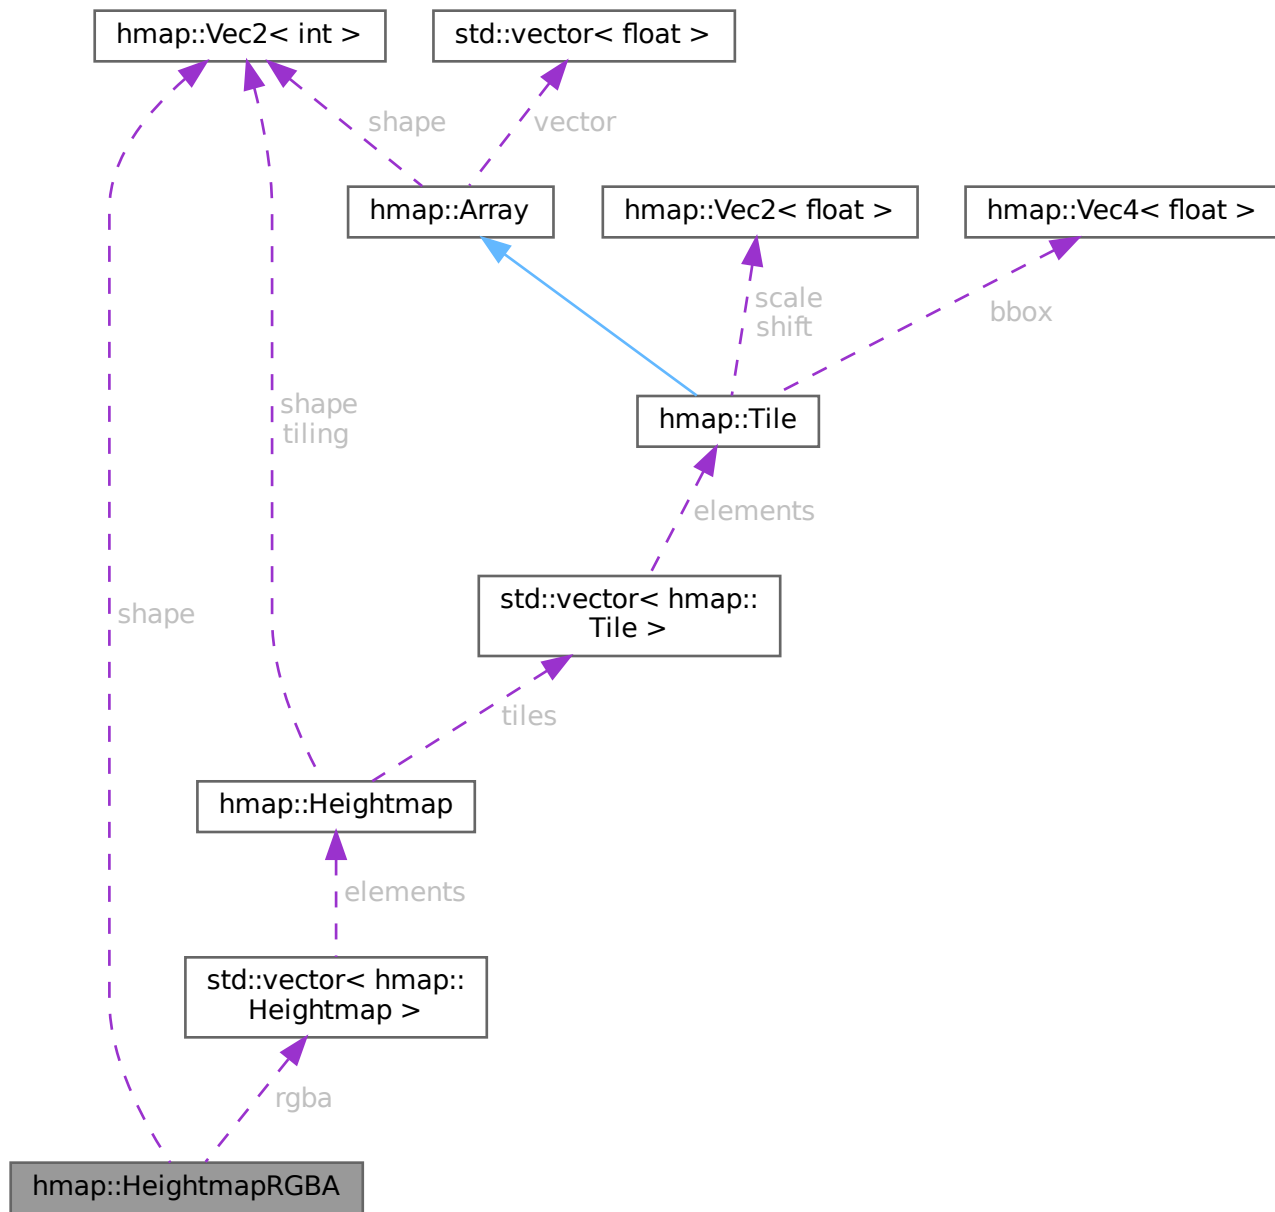 hmap::Vec2< int >
std::vector< float >
shape
vector
hmap::Array
hmap::Vec2< float >
hmap::Vec4< float >
scale
shift
bbox
shape
tiling
hmap::Tile
elements
std::vector< hmap::
Tile >
shape
tiles
hmap::Heightmap
elements
std::vector< hmap::
Heightmap >
rgba
hmap::HeightmapRGBA